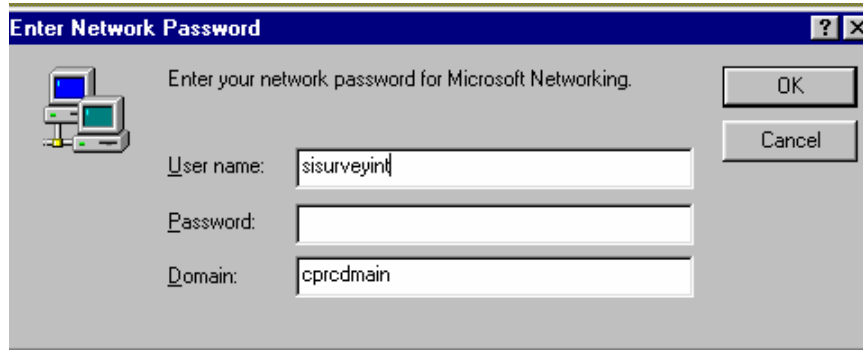 Enter Network Password
Enter your network password for Microsoft Networking.
OK
Cancel
User name: sisurveyint
Password:
Domain: cprcdmain